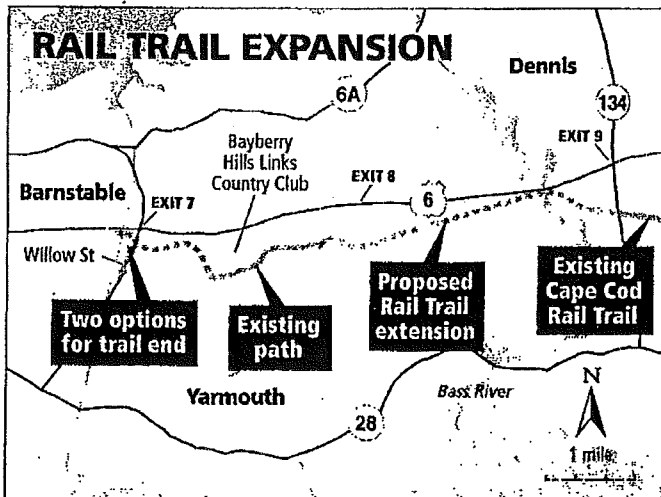 RAIL TRAIL EXPANSION
Dennis
6A
134
Bayberry
Hills Links
Country Club
EXIT 9
Barnstable
EXIT 7
EXIT 8
6
Willow St
Two options
for trail end
Existing
path
Proposed
Rail Trail
extension
Existing
Cape Cod
Rail Trail
Yarmouth
Bass River
N
28
1 mile